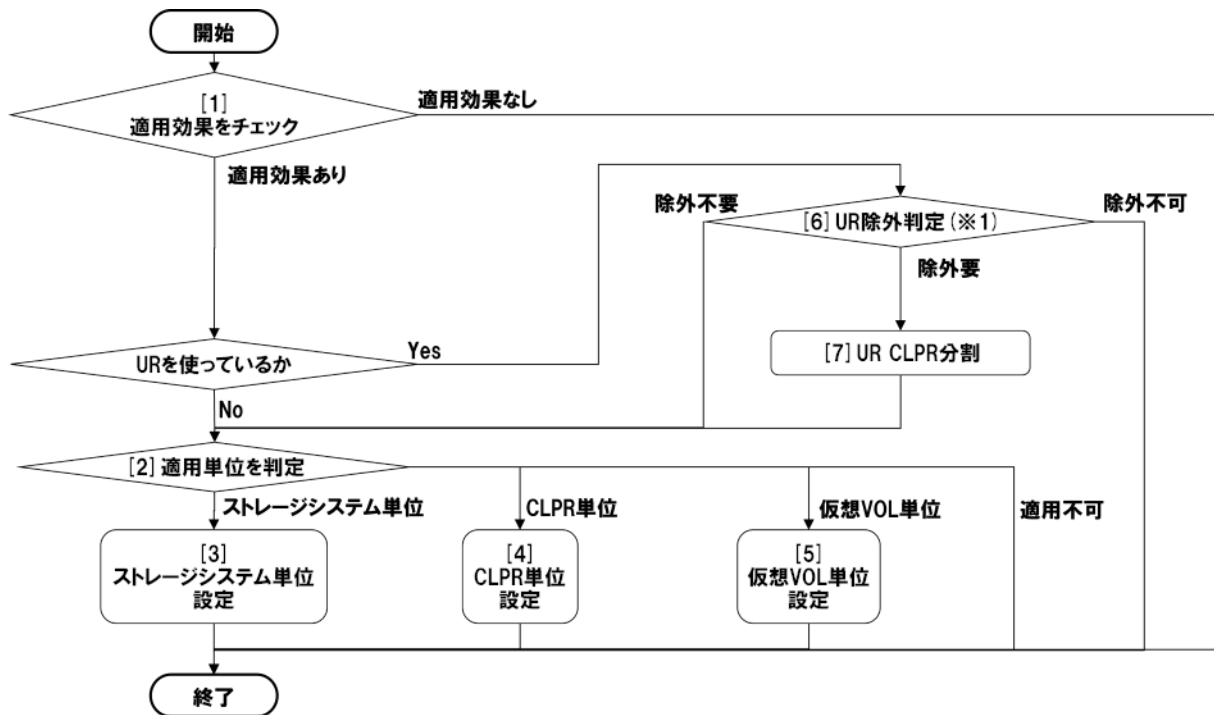 開始
[1]
適用効果をチェック
適用効果なし
適用効果あり
除外不要
[6] UR除外判定(※1)
除外不可
除外要
[7] UR CLPR分割
URを使っているか
Yes
No
[2] 適用単位を判定
ストレージシステム単位
CLPR単位
仮想VOL単位
適用不可
[3]
ストレージシステム単位
設定
[4]
CLPR単位
設定
[5]
仮想VOL単位
設定
終了